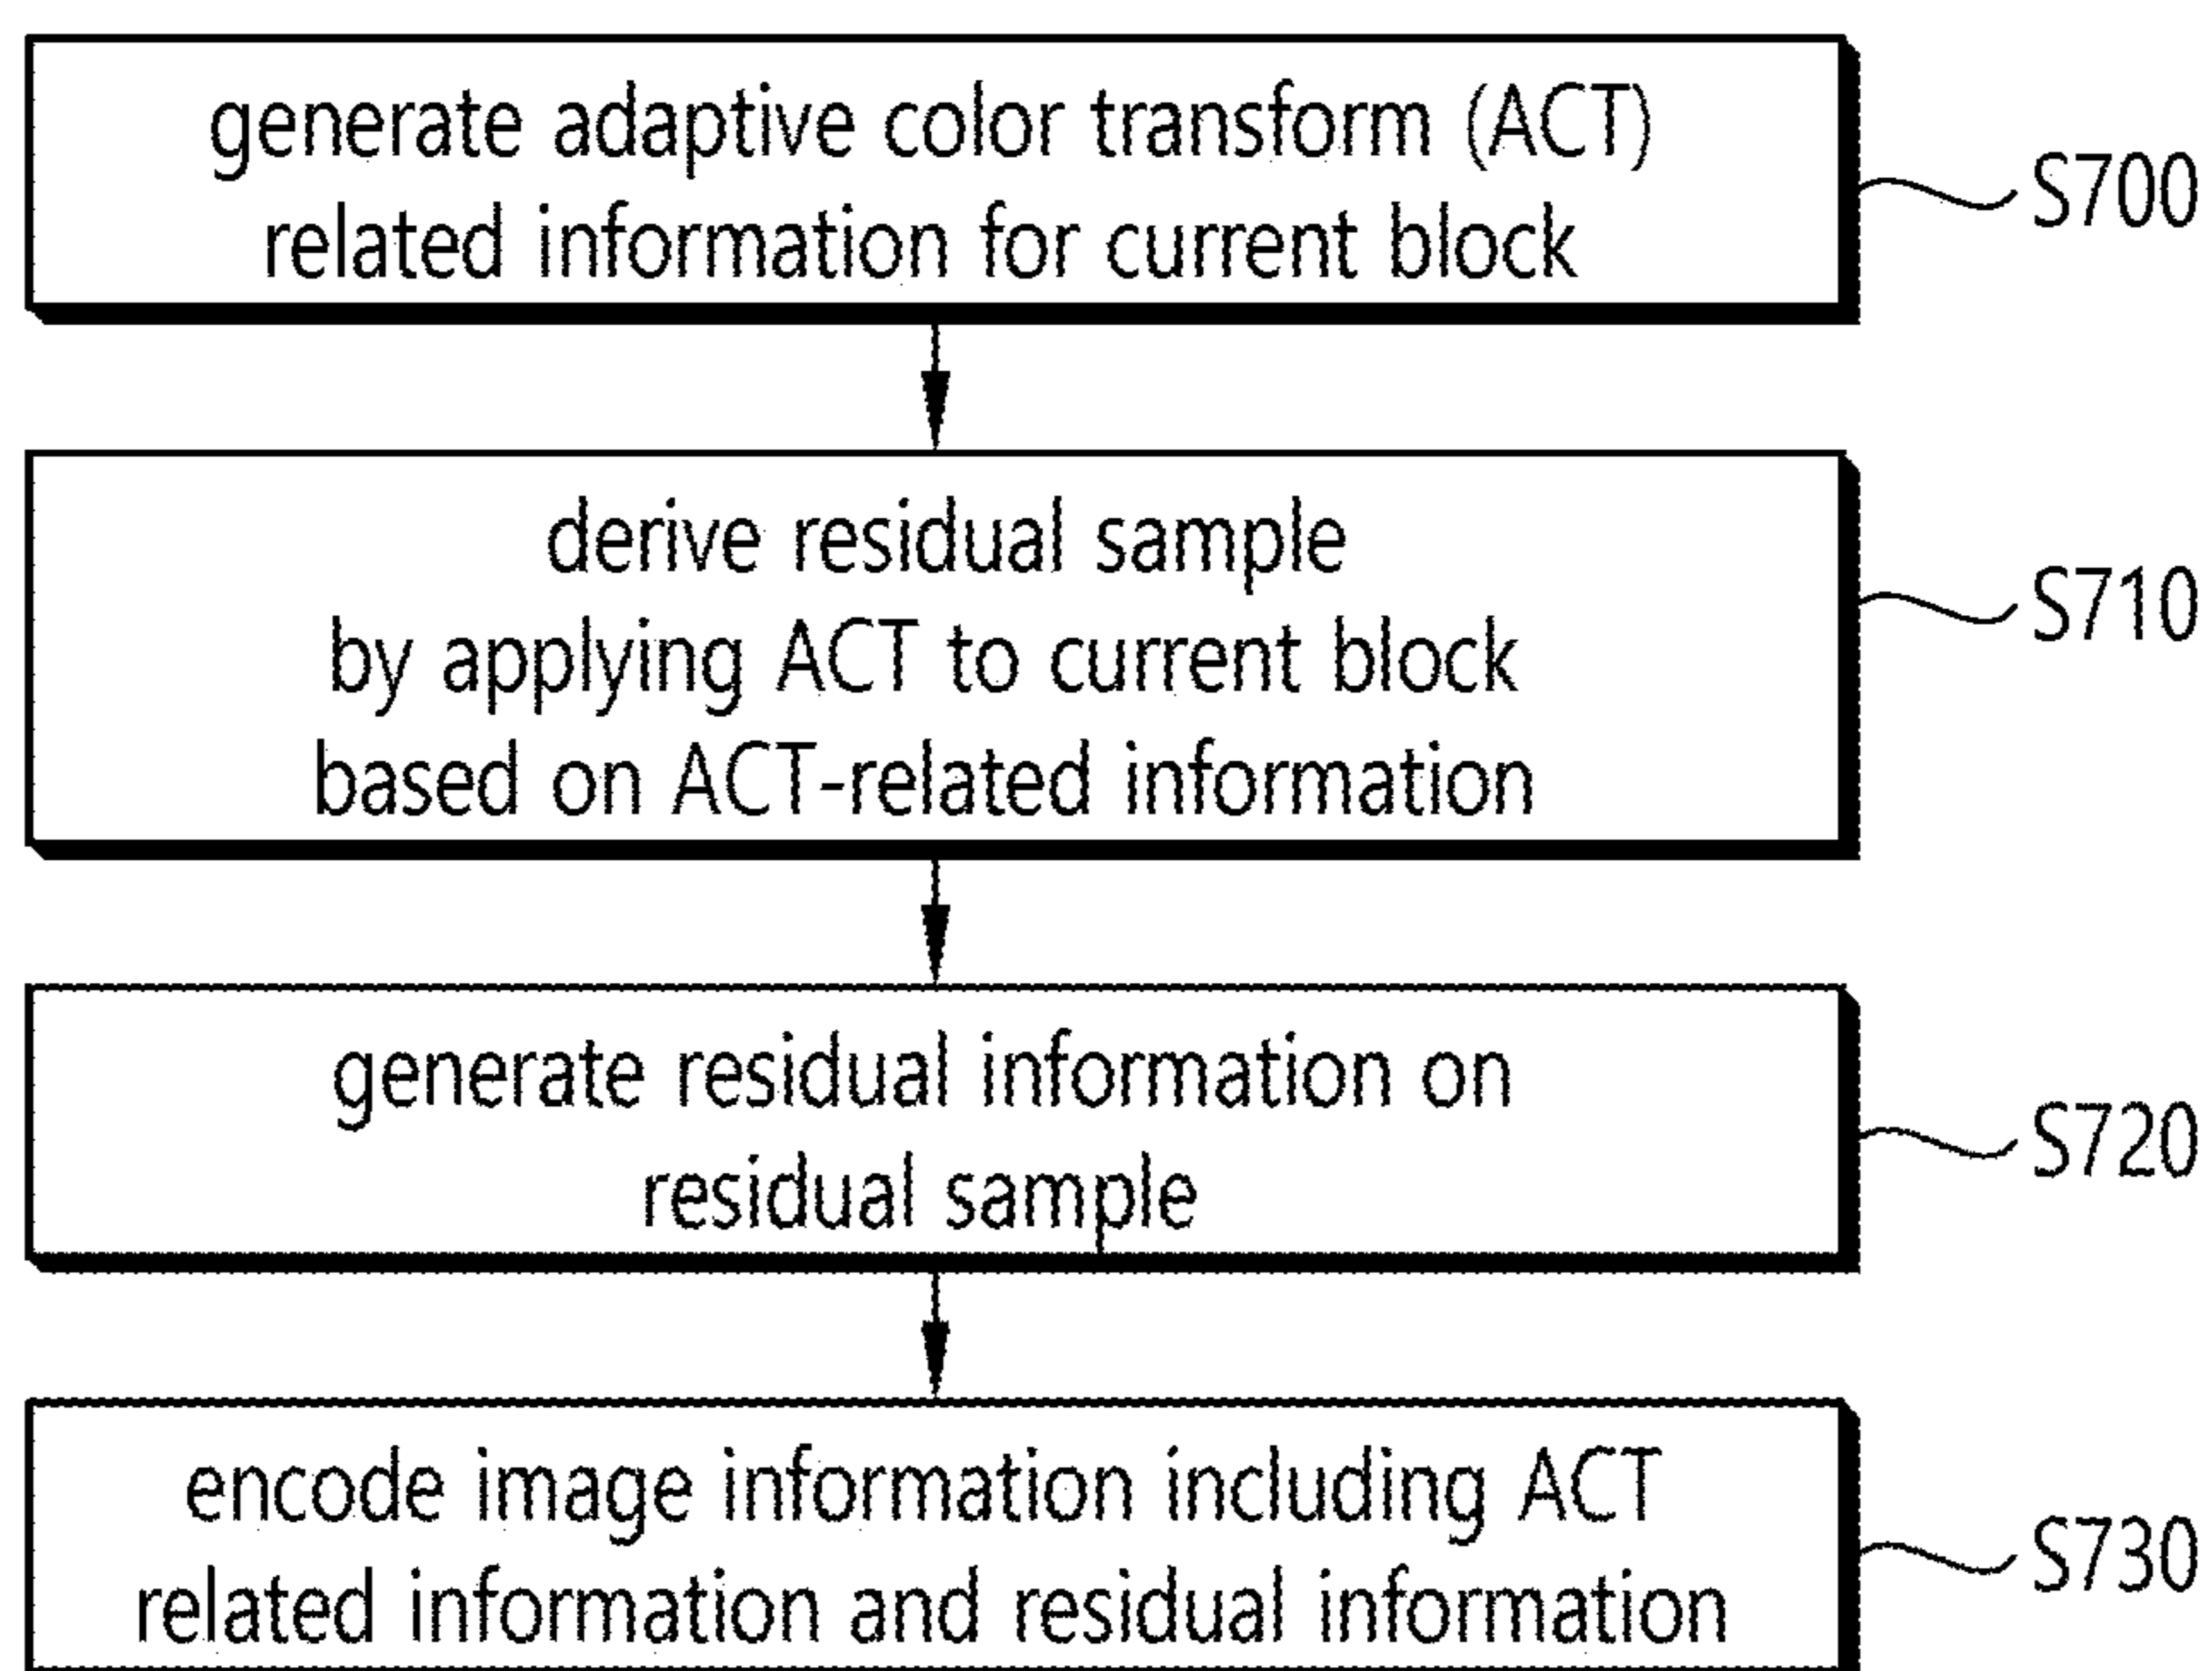 generate adaptive color transform (ACT)
related information for current block
S700
derive residual sample
by applying ACT to current block
based on ACT-related information
S710
generate residual information on
residual sample
S720
encode image information including ACT
related information and residual information
S730